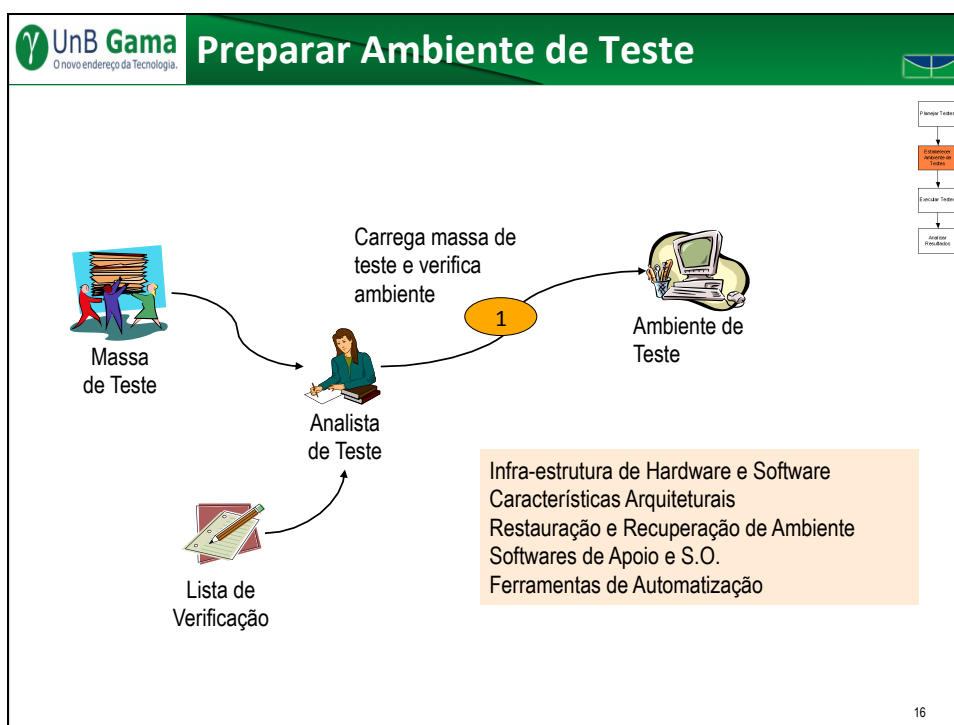 UnB Gama
O novo endereço da Tecnologia.
Preparar Ambiente de Teste
Planejar Testes
Estabelecer
Ambiente de
Testes
Executar Testes
Analisar
Resultados
Carrega massa de
teste e verifica
ambiente
1
Massa
de Teste
Ambiente de
Teste
Analista
de Teste
Infra-estrutura de Hardware e Software
Características Arquiteturais
Restauração e Recuperação de Ambiente
Softwares de Apoio e S.O.
Ferramentas de Automatização
Lista de
Verificação
16